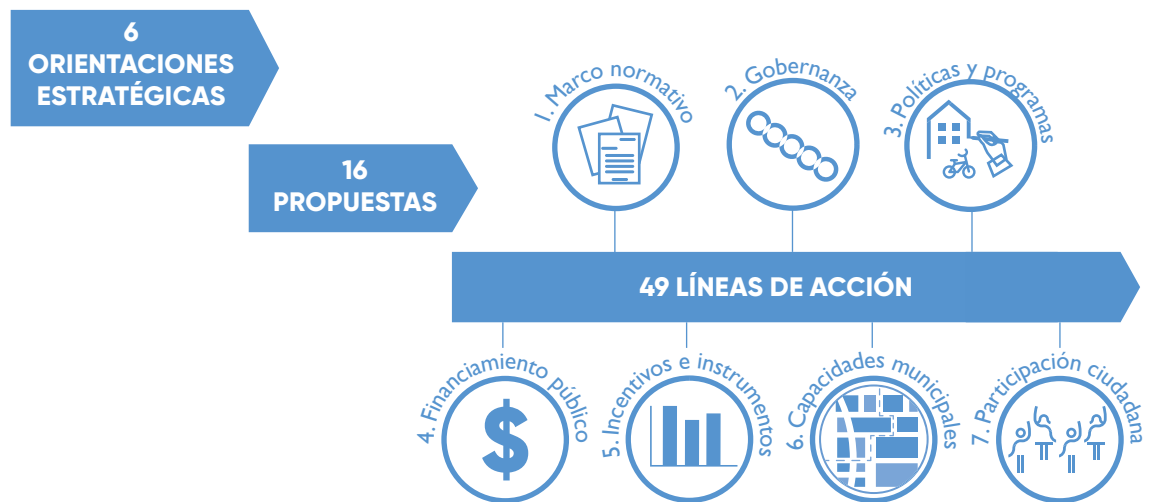 6
ORIENTACIONES
ESTRATÉGICAS
16
PROPUESTAS
1. Marco normativo
2. Gobernanza
3. Políticas y programas
49 LÍNEAS DE ACCIÓN
4. Financiamiento público
$
5. Incentivos e instrumentos
6. Capacidades municipales
7. Participación ciudadana